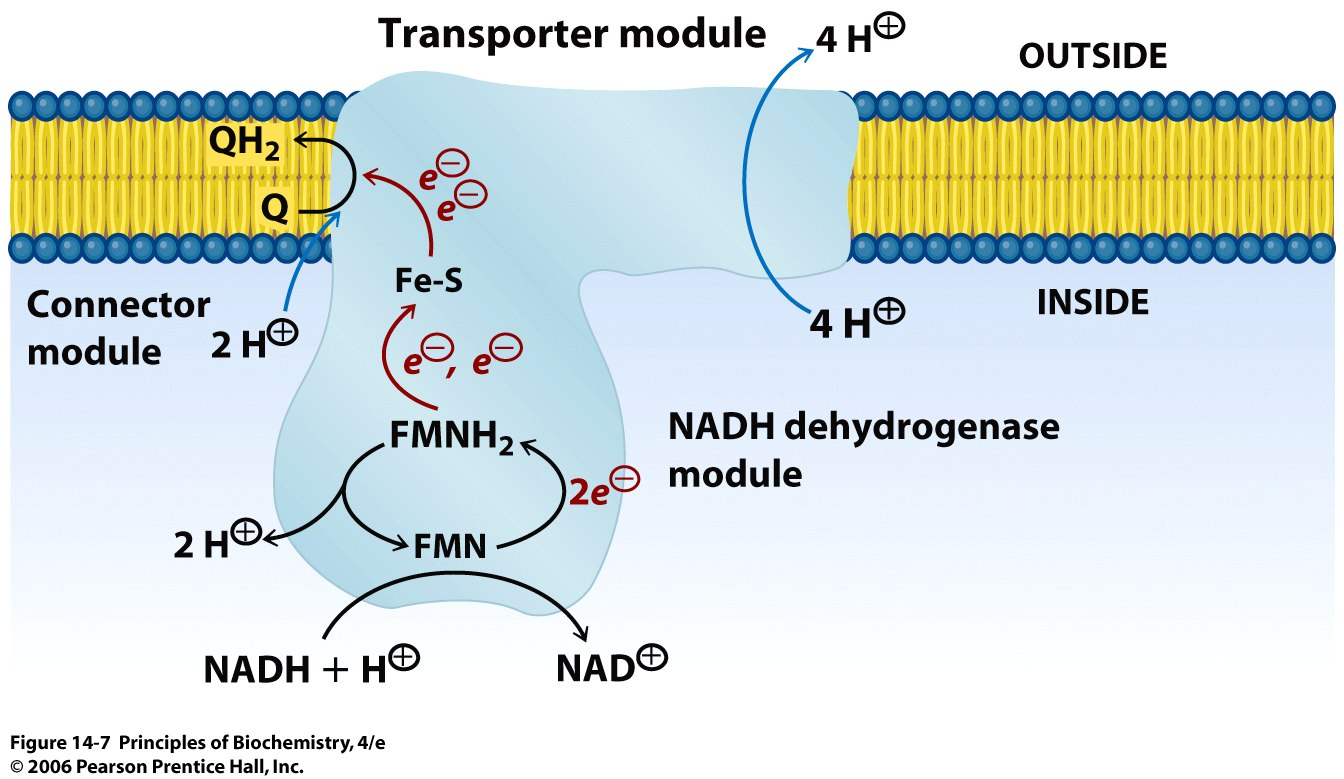 Transporter module
4 H⊕
OUTSIDE
QH₂
e⊖
e⊖
Q
Fe-S
Connector
module
2 H⊕
INSIDE
4 H⊕
e⊖, e⊖
FMNH₂
NADH dehydrogenase
module
2e⊖
2 H⊕
FMN
NADH + H⊕
NAD⊕
Figure 14-7 Principles of Biochemistry, 4/e
© 2006 Pearson Prentice Hall, Inc.